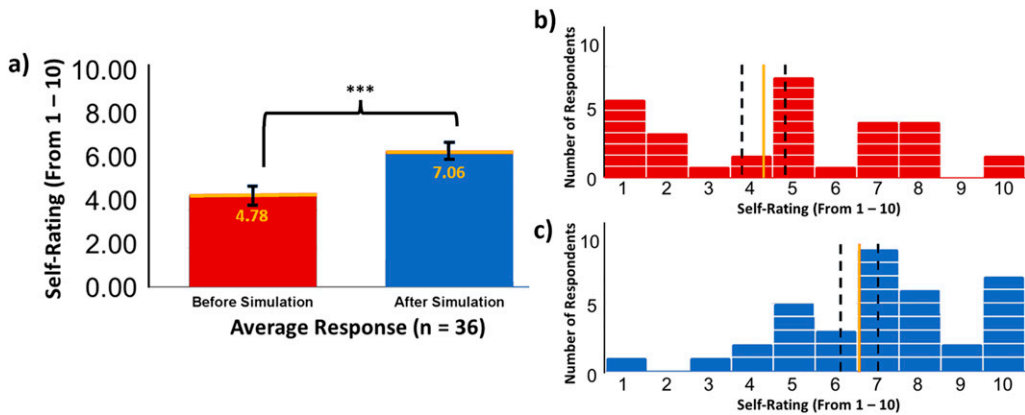 a)
Self-Rating (From 1 – 10)
10.00
8.00
6.00
4.00
2.00
0.00
***
4.78
7.06
Before Simulation
After Simulation
Average Response (n = 36)
b)
Number of Respondents
10
5
0
1 2 3 4 5 6 7 8 9 10
Self-Rating (From 1 – 10)
c)
Number of Respondents
10
5
0
1 2 3 4 5 6 7 8 9 10
Self-Rating (From 1 – 10)